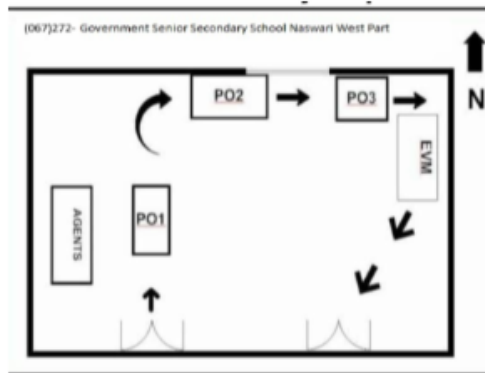 (067)272- Government Senior Secondary School Naswari West Part
N
PO2
PO3
EVM
PO1
AGENTS